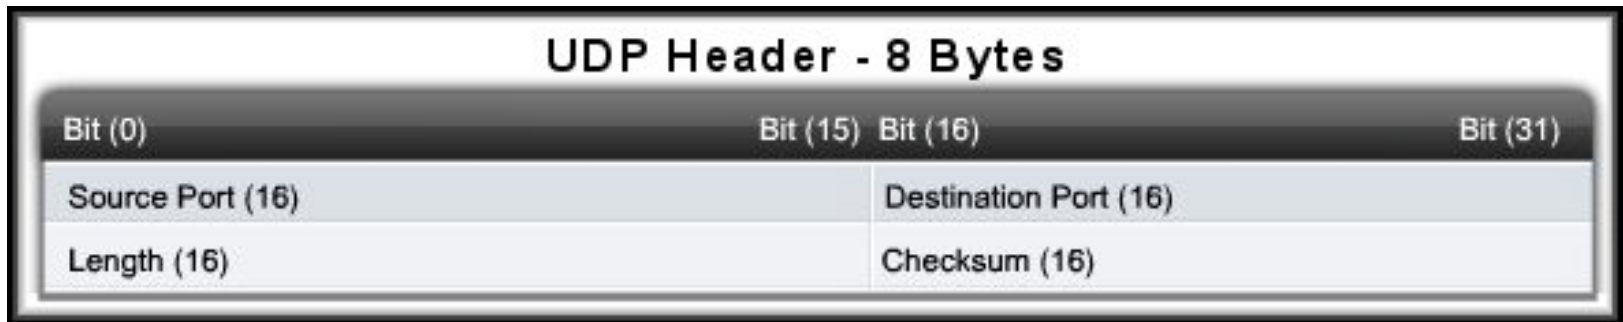 UDP Header - 8 Bytes
Bit (0) Bit (15) Bit (16) Bit (31)
Source Port (16) Destination Port (16)
Length (16) Checksum (16)